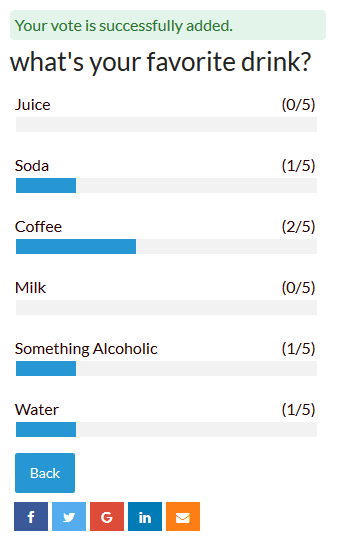 Your vote is successfully added.
what's your favorite drink?
Juice (0/5)
Soda (1/5)
Coffee (2/5)
Milk (0/5)
Something Alcoholic (1/5)
Water (1/5)
Back